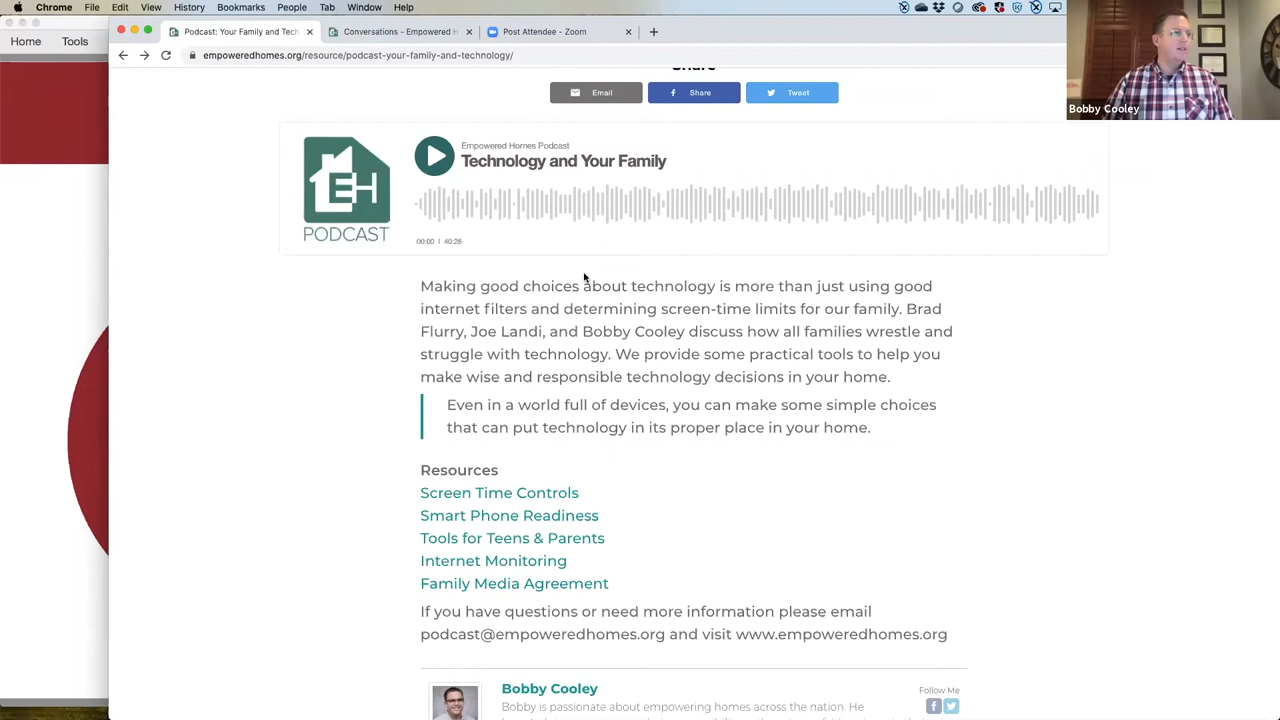 Chrome File Edit View History Bookmarks People Tab Window Help
Home Tools
Podcast: Your Family and Tech
Conversations - Empowered H
Post Attendee - Zoom
empoweredhomes.org/resource/podcast-your-family-and-technology/
Bobby Cooley
Share
Email
Share
Tweet
Empowered Homes Podcast
Technology and Your Family
EH
PODCAST
00:00 | 40:28
Making good choices about technology is more than just using good
internet filters and determining screen-time limits for our family. Brad
Flurry, Joe Landi, and Bobby Cooley discuss how all families wrestle and
struggle with technology. We provide some practical tools to help you
make wise and responsible technology decisions in your home.
Even in a world full of devices, you can make some simple choices
that can put technology in its proper place in your home.
Resources
Screen Time Controls
Smart Phone Readiness
Tools for Teens & Parents
Internet Monitoring
Family Media Agreement
If you have questions or need more information please email
podcast@empoweredhomes.org and visit www.empoweredhomes.org
Bobby Cooley
Follow Me
Bobby is passionate about empowering homes across the nation. He